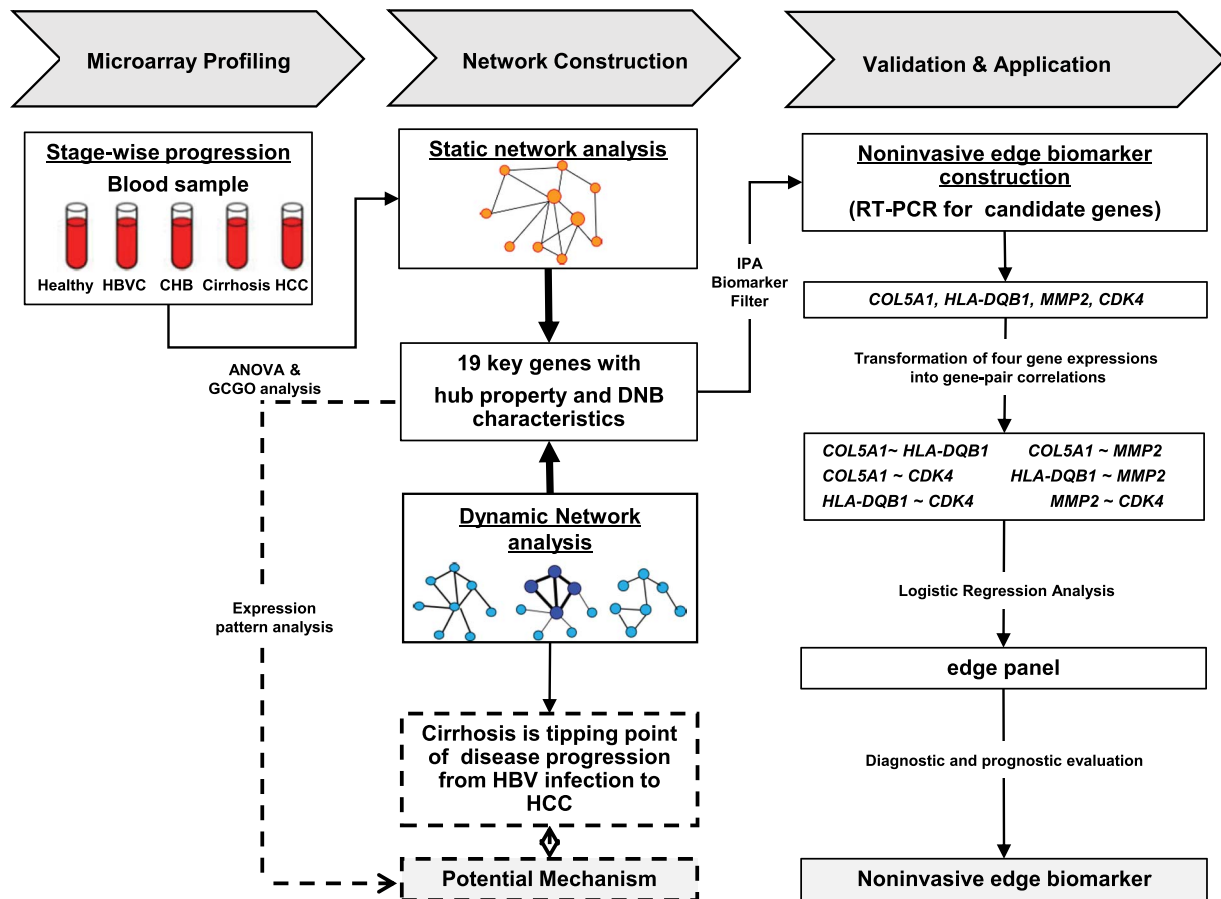 Microarray Profiling
Network Construction
Validation & Application
Stage-wise progression
Blood sample
Healthy HBVC CHB Cirrhosis HCC
ANOVA &
GCGO analysis
Expression
pattern analysis
Static network analysis
19 key genes with
hub property and DNB
characteristics
Dynamic Network
analysis
Cirrhosis is tipping point
of disease progression
from HBV infection to
HCC
Potential Mechanism
IPA
Biomarker
Filter
Noninvasive edge biomarker
construction
(RT-PCR for candidate genes)
COL5A1, HLA-DQB1, MMP2, CDK4
Transformation of four gene expressions
into gene-pair correlations
COL5A1~ HLA-DQB1 COL5A1 ~ MMP2
COL5A1 ~ CDK4 HLA-DQB1 ~ MMP2
HLA-DQB1 ~ CDK4 MMP2 ~ CDK4
Logistic Regression Analysis
edge panel
Diagnostic and prognostic evaluation
Noninvasive edge biomarker